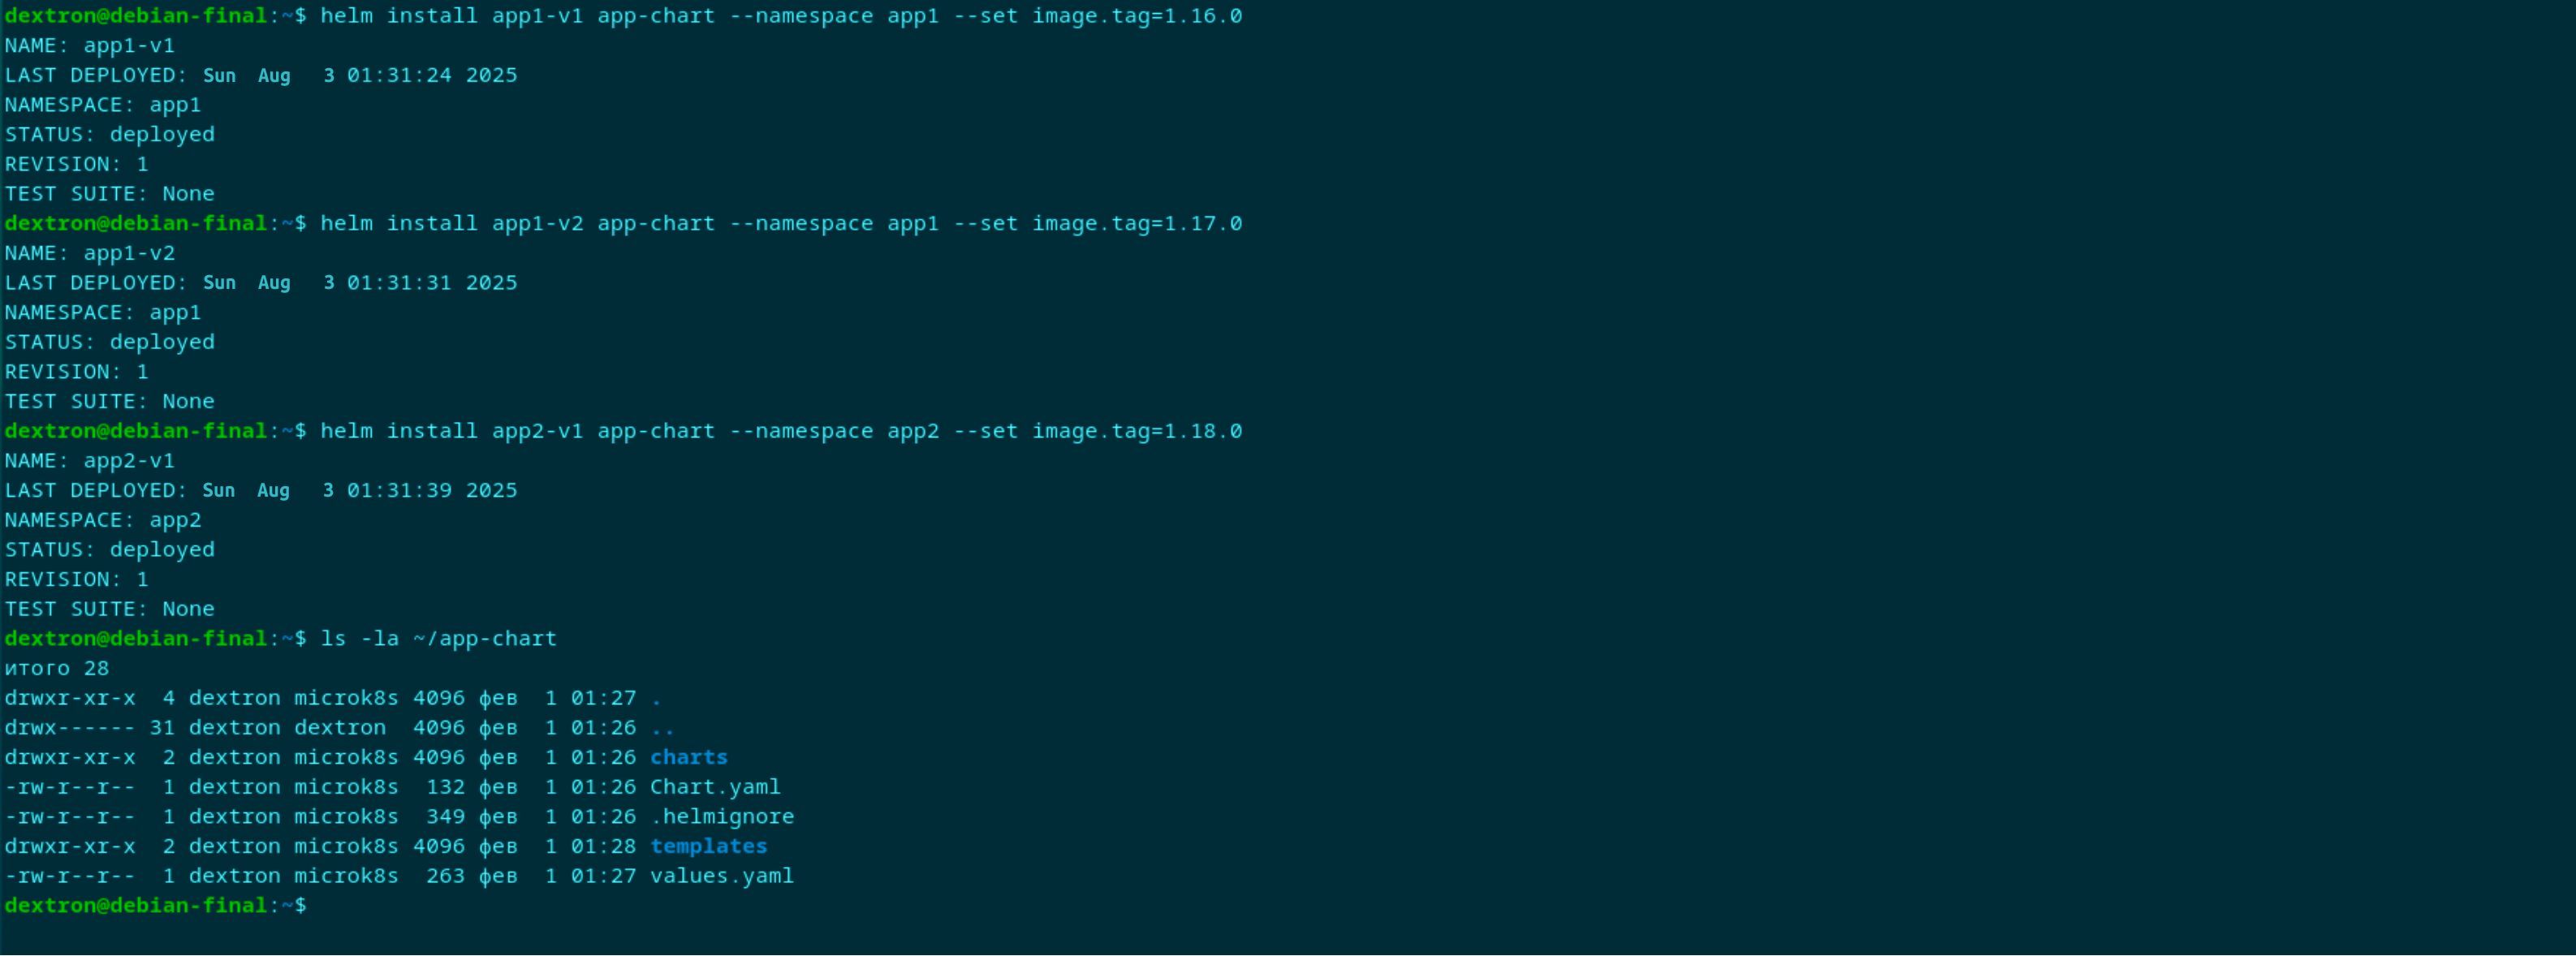 dextron@debian-final:~$ helm install app1-v1 app-chart --namespace app1 --set image.tag=1.16.0
NAME: app1-v1
LAST DEPLOYED: Sun Aug  3 01:31:24 2025
NAMESPACE: app1
STATUS: deployed
REVISION: 1
TEST SUITE: None
dextron@debian-final:~$ helm install app1-v2 app-chart --namespace app1 --set image.tag=1.17.0
NAME: app1-v2
LAST DEPLOYED: Sun Aug  3 01:31:31 2025
NAMESPACE: app1
STATUS: deployed
REVISION: 1
TEST SUITE: None
dextron@debian-final:~$ helm install app2-v1 app-chart --namespace app2 --set image.tag=1.18.0
NAME: app2-v1
LAST DEPLOYED: Sun Aug  3 01:31:39 2025
NAMESPACE: app2
STATUS: deployed
REVISION: 1
TEST SUITE: None
dextron@debian-final:~$ ls -la ~/app-chart
итого 28
drwxr-xr-x  4 dextron microk8s 4096 фев  1 01:27 .
drwx------ 31 dextron dextron  4096 фев  1 01:26 ..
drwxr-xr-x  2 dextron microk8s 4096 фев  1 01:26 charts
-rw-r--r--  1 dextron microk8s  132 фев  1 01:26 Chart.yaml
-rw-r--r--  1 dextron microk8s  349 фев  1 01:26 .helmignore
drwxr-xr-x  2 dextron microk8s 4096 фев  1 01:28 templates
-rw-r--r--  1 dextron microk8s  263 фев  1 01:27 values.yaml
dextron@debian-final:~$